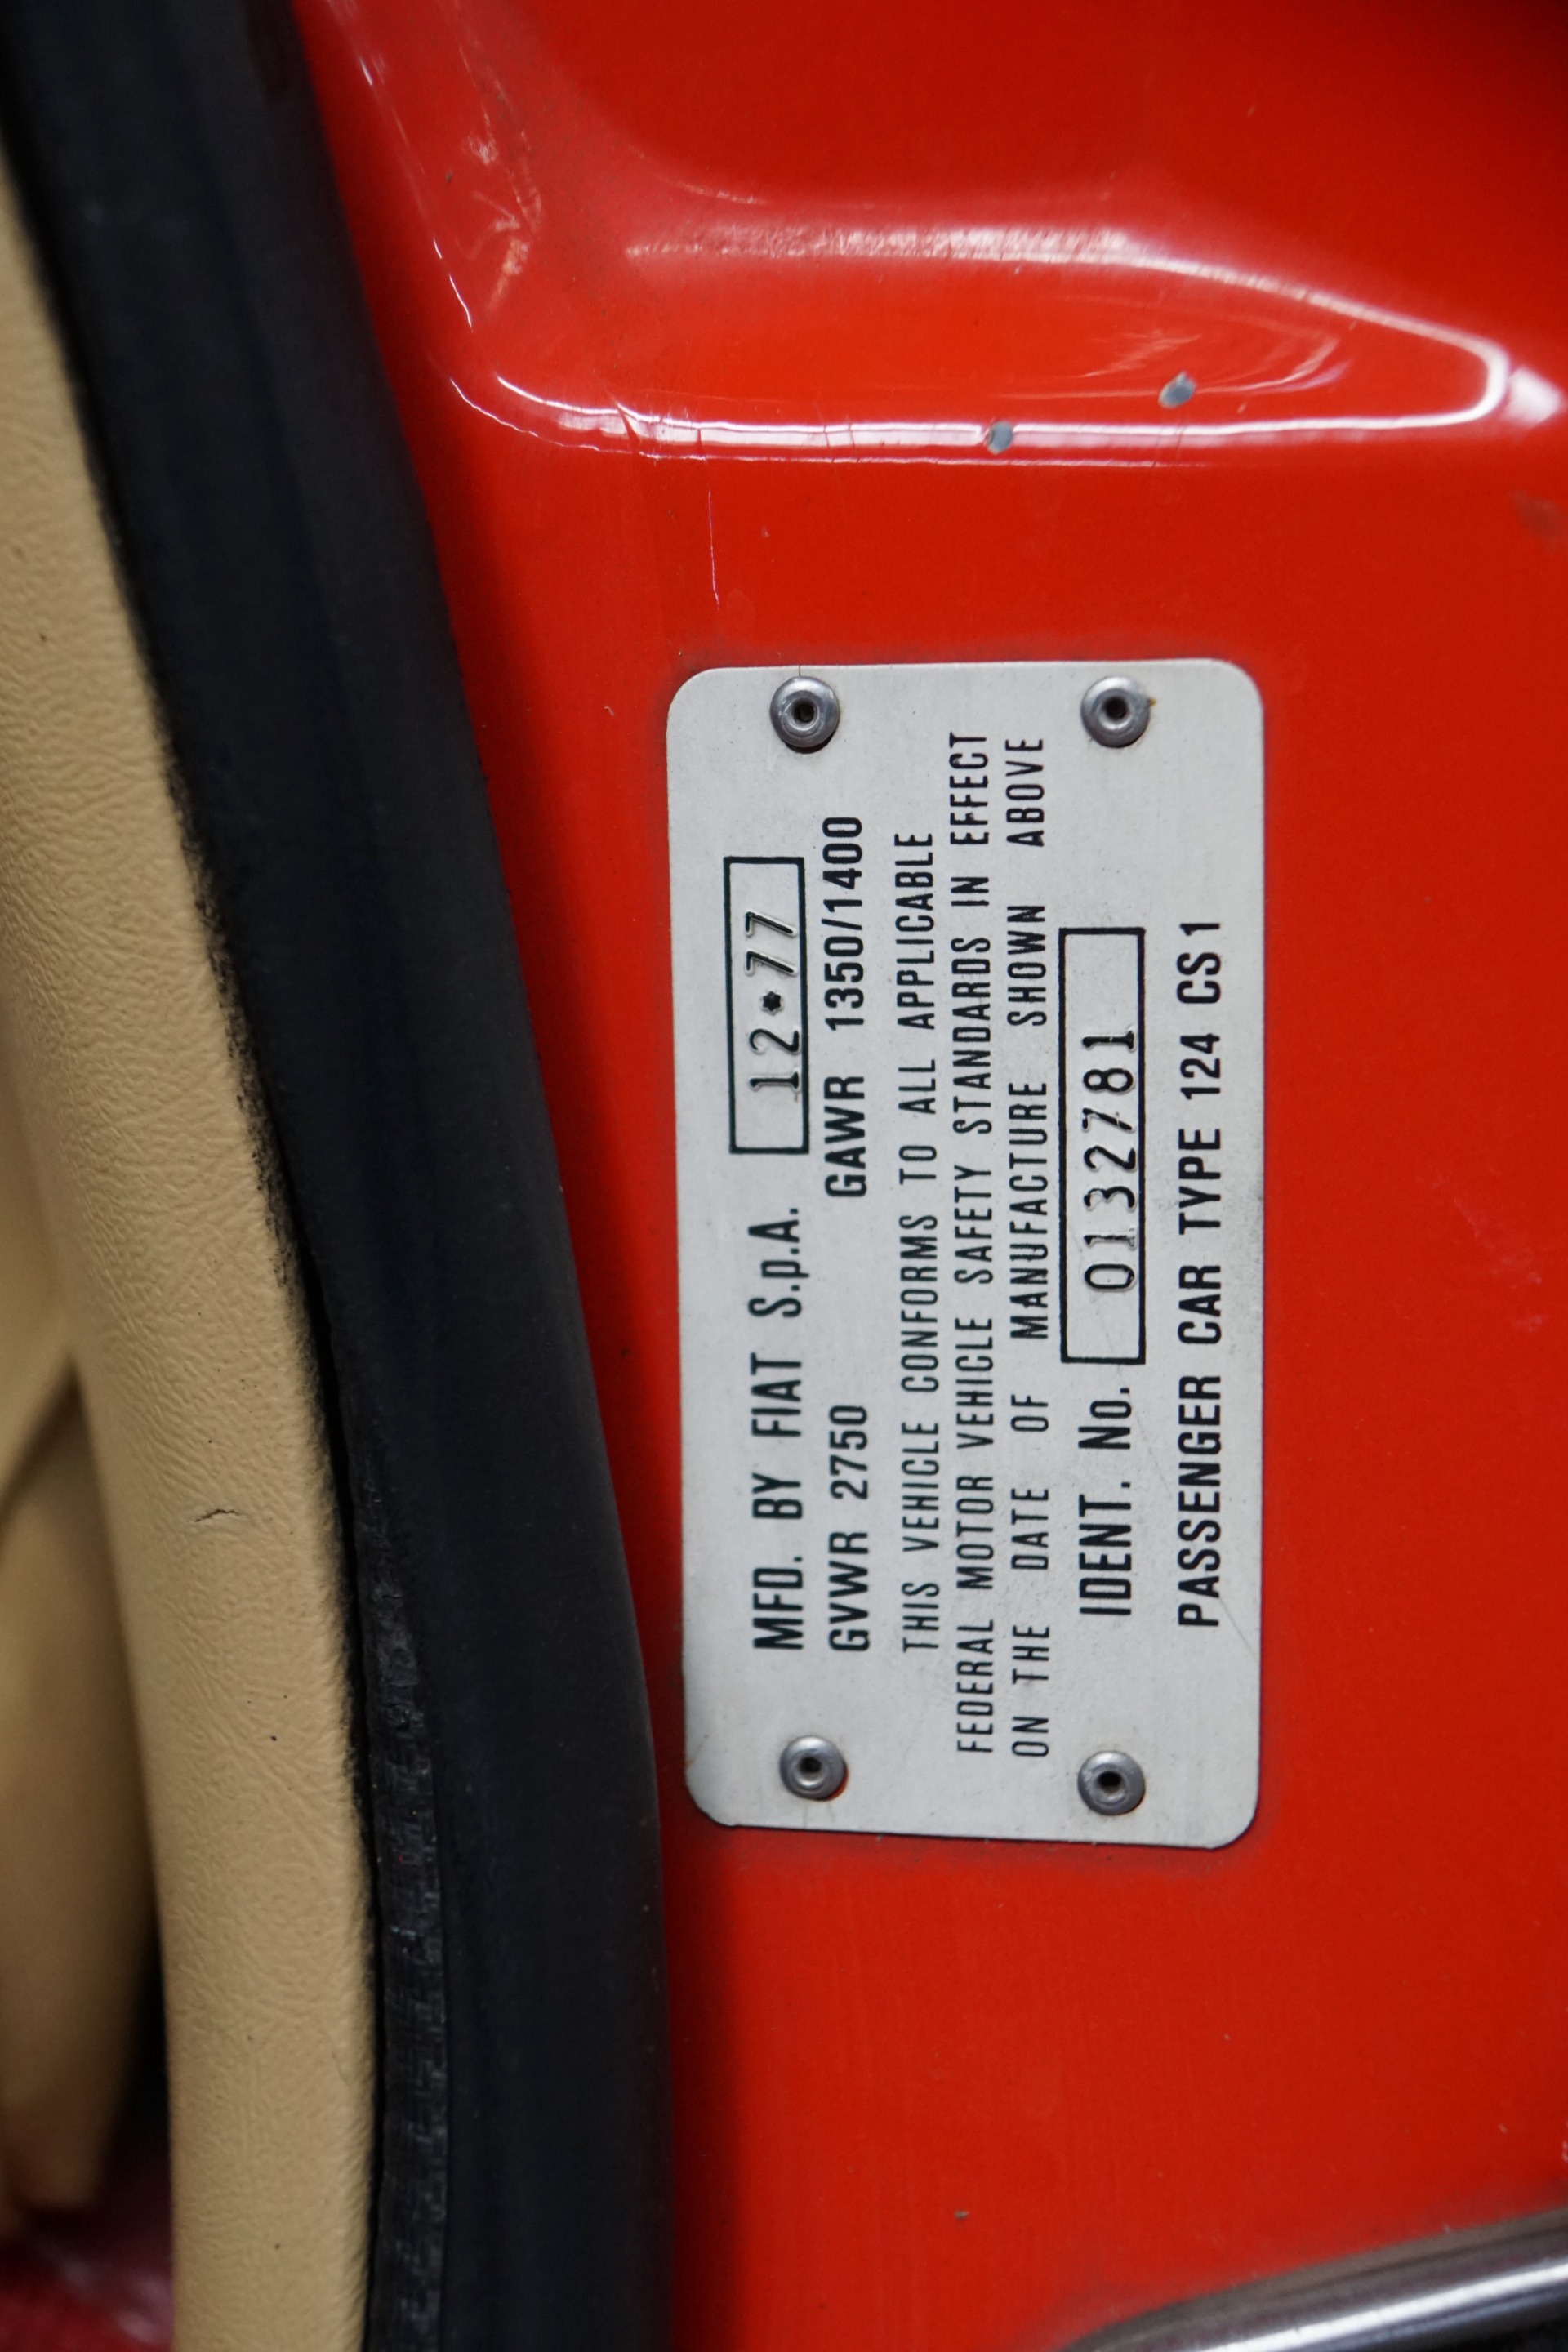 MFD. BY FIAT S.p.A. 12•77
GVWR 2750 GAWR 1350/1400
THIS VEHICLE CONFORMS TO ALL APPLICABLE
FEDERAL MOTOR VEHICLE SAFETY STANDARDS IN EFFECT
ON THE DATE OF MANUFACTURE SHOWN ABOVE
IDENT. No. 0132781
PASSENGER CAR TYPE 124 CS1